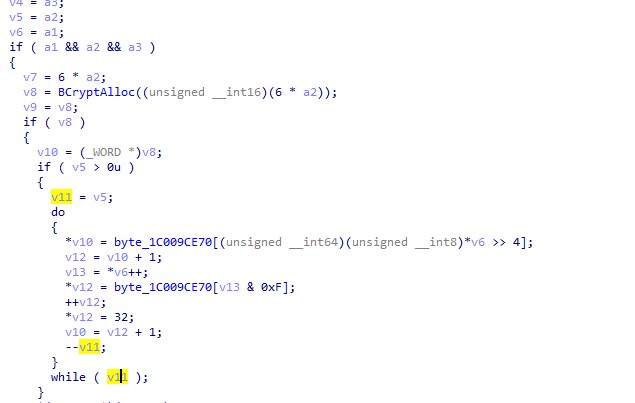 v4 = a3;
v5 = a2;
v6 = a1;
if ( a1 && a2 && a3 )
{
v7 = 6 * a2;
v8 = BCryptAlloc((unsigned __int16)(6 * a2));
v9 = v8;
if ( v8 )
{
v10 = (_WORD *)v8;
if ( v5 > 0u )
{
v11 = v5;
do
{
*v10 = byte_1C009CE70[(unsigned __int64)(unsigned __int8)*v6 >> 4];
v12 = v10 + 1;
v13 = *v6++;
*v12 = byte_1C009CE70[v13 & 0xF];
++v12;
*v12 = 32;
v10 = v12 + 1;
--v11;
}
while ( v11 );
}